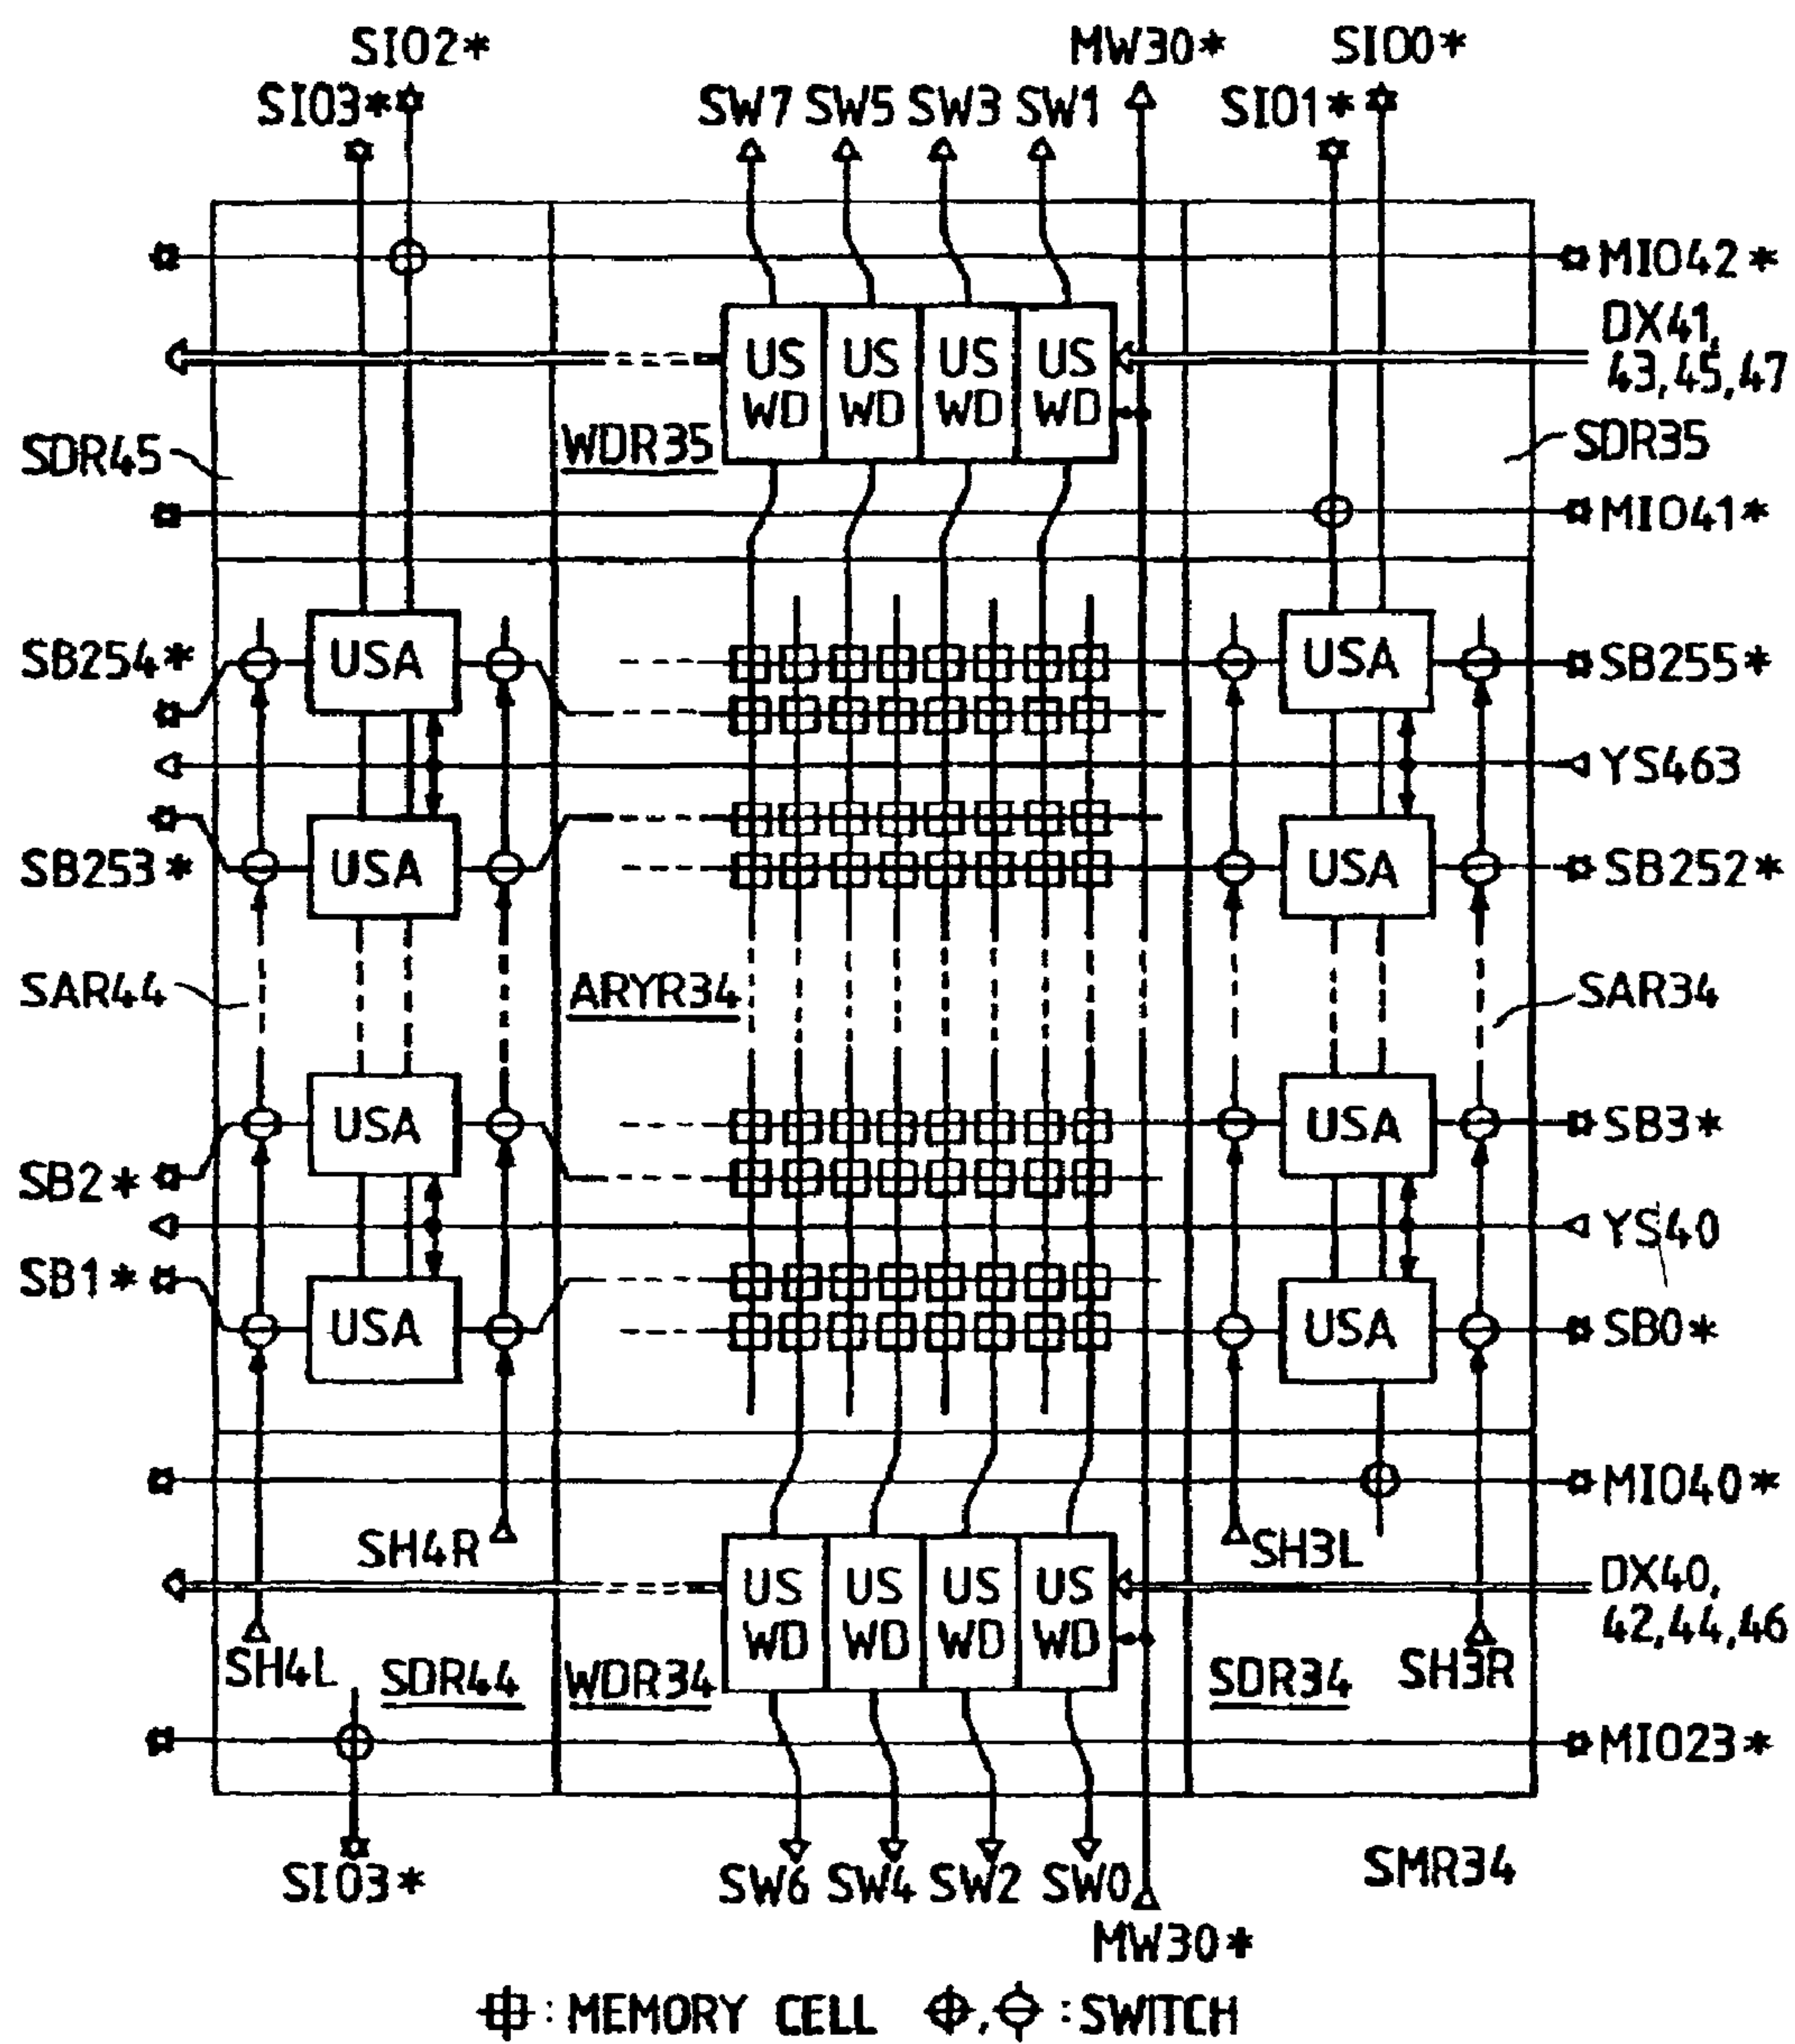 SIO2* MW30* SIO0*
SIO3* SW7 SW5 SW3 SW1 SIO1*
MIO42*
DX41,
43,45,47
US US US US
WD WD WD WD
SDR45 WDR35 SDR35
MIO41*
SB254* USA USA SB255*
YS463
SB253* USA USA SB252*
SAR44 ARYR34 SAR34
USA USA SB3*
SB2*
YS40
SB1*
USA USA SB0*
MIO40*
SH4R SH3L
DX40,
42,44,46
US US US US
WD WD WD WD
SH4L SDR44 WDR34 SDR34 SH3R
MIO23*
SIO3* SW6 SW4 SW2 SW0 SMR34
MW30*
: MEMORY CELL , : SWITCH